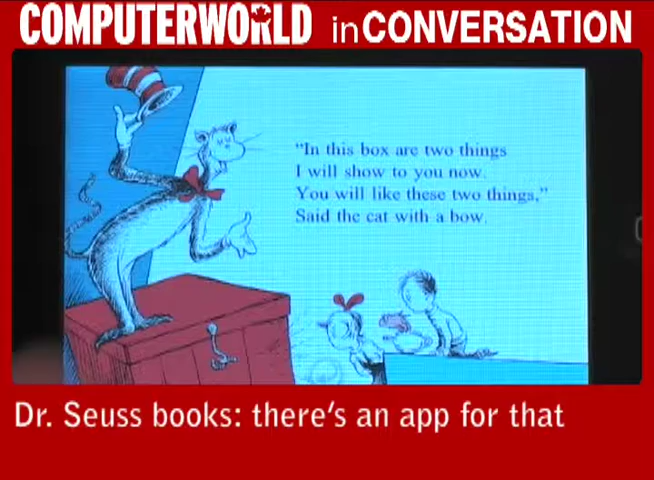 COMPUTERWORLD inCONVERSATION
“In this box are two things
I will show to you now.
You will like these two things,”
Said the cat with a bow.
Dr. Seuss books: there's an app for that